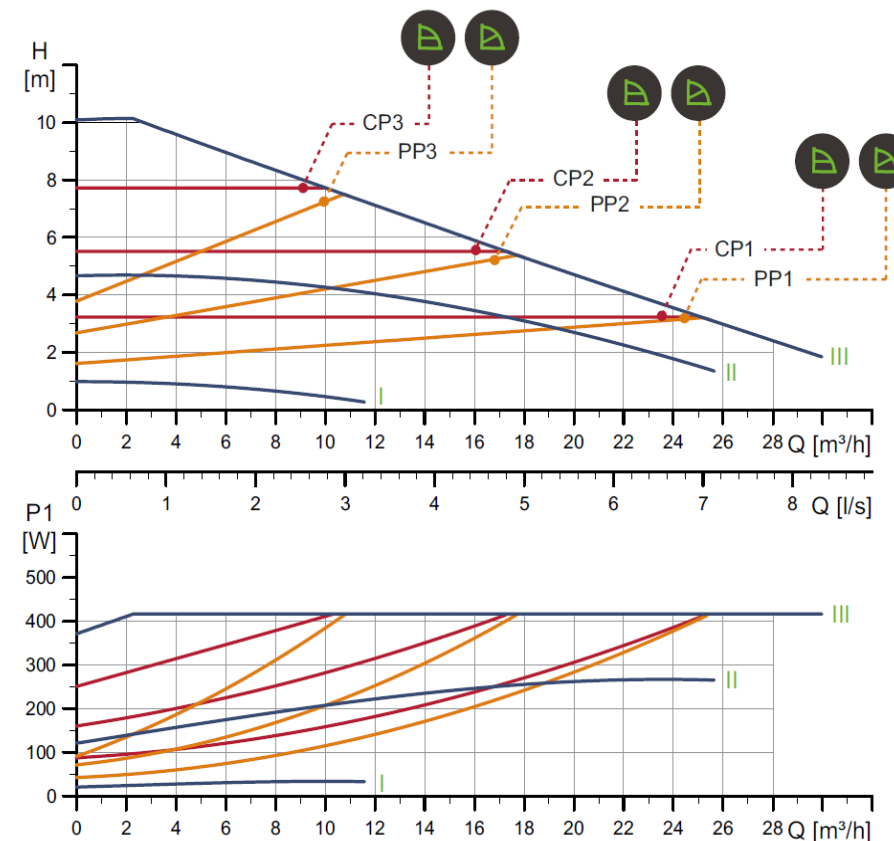 H
[m]
10
8
6
4
2
0
CP3
PP3
CP2
PP2
CP1
PP1
III
II
I
0 2 4 6 8 10 12 14 16 18 20 22 24 26 28 Q [m³/h]
0 1 2 3 4 5 6 7 8 Q [l/s]
P1
[W]
500
400
300
200
100
0
III
II
I
0 2 4 6 8 10 12 14 16 18 20 22 24 26 28 Q [m³/h]